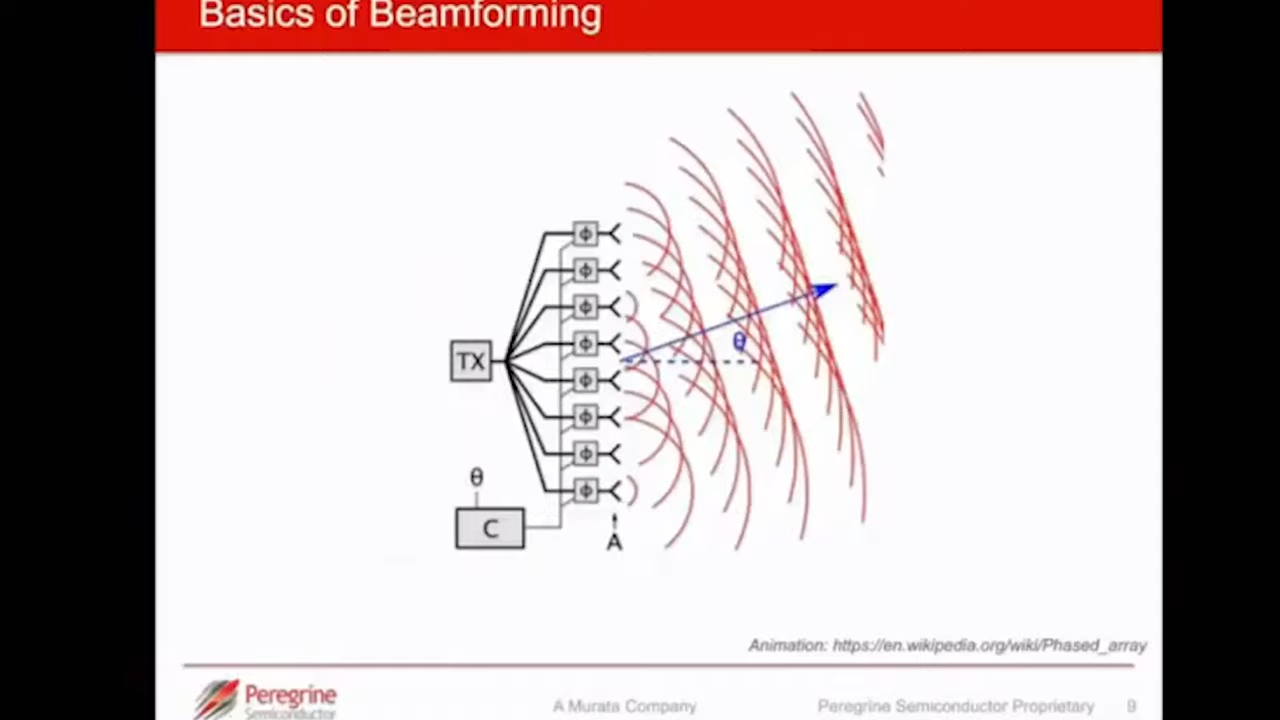 Basics of Beamforming
ϕ
ϕ
ϕ
ϕ
θ
TX
ϕ
ϕ
ϕ
θ
ϕ
C
A
Animation: https://en.wikipedia.org/wiki/Phased_array
Peregrine
Semiconductor
A Murata Company
Peregrine Semiconductor Proprietary 9